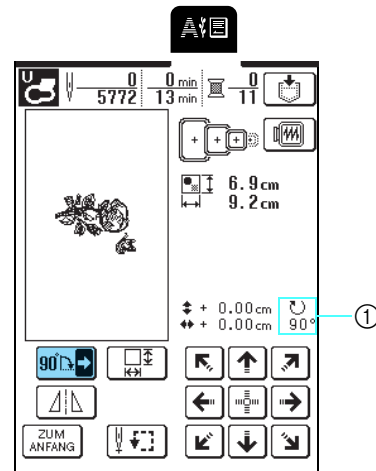 A
U 0 0 min 0
5772 13 min 11
6.9 cm
9.2 cm
+ 0.00 cm
+ 0.00 cm 90°
1
90°
ZUM
ANFANG